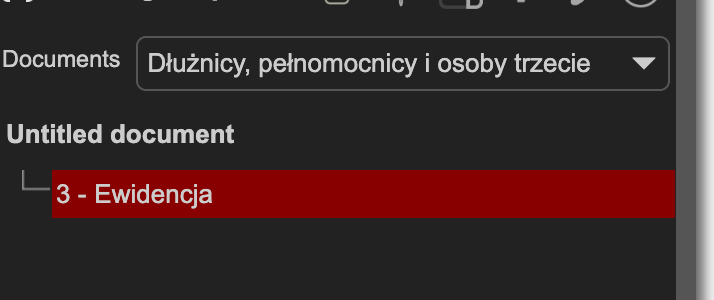 Documents Dłużnicy, pełnomocnicy i osoby trzecie
Untitled document
3 - Ewidencja